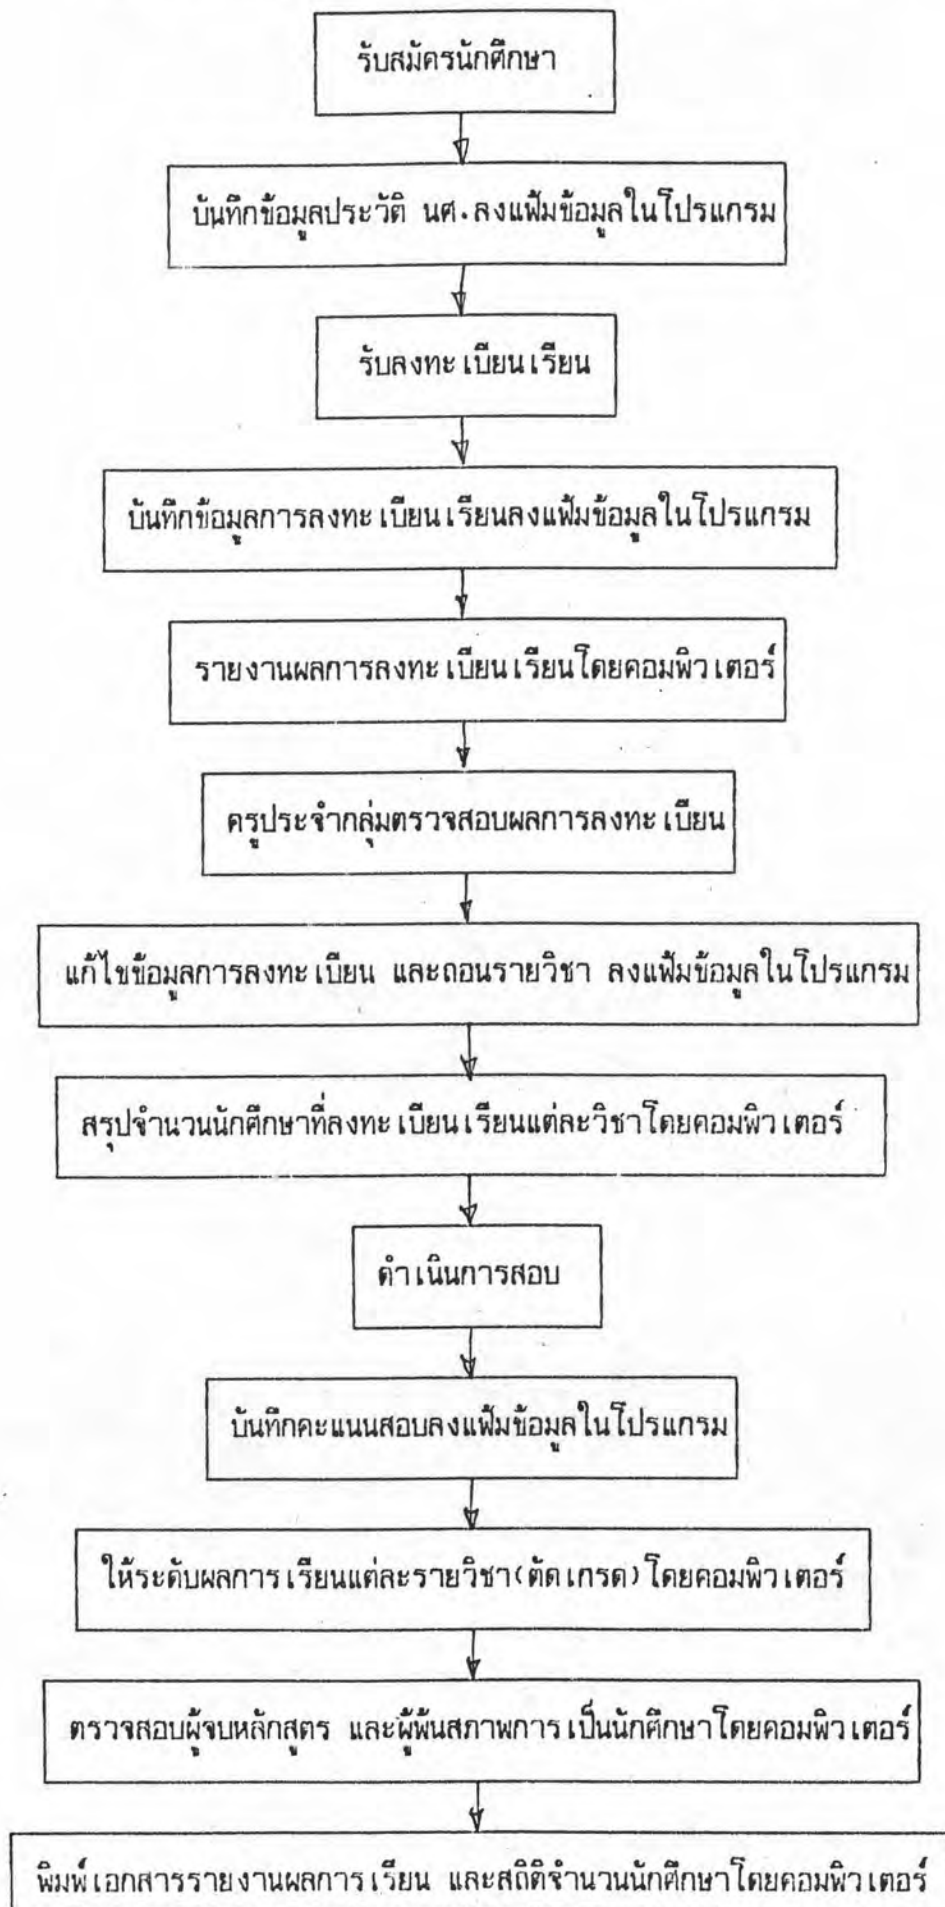 รับสมัครนักศึกษา
บันทึกข้อมูลประวัติ นศ.ลงแฟ้มข้อมูลในโปรแกรม
รับลงทะเบียนเรียน
บันทึกข้อมูลการลงทะเบียนเรียนลงแฟ้มข้อมูลในโปรแกรม
รายงานผลการลงทะเบียนเรียนโดยคอมพิวเตอร์
ครูประจำกลุ่มตรวจสอบผลการลงทะเบียน
แก้ไขข้อมูลการลงทะเบียน และถอนรายวิชา ลงแฟ้มข้อมูลในโปรแกรม
สรุปจำนวนนักศึกษาที่ลงทะเบียนเรียนแต่ละวิชาโดยคอมพิวเตอร์
ดำเนินการสอบ
บันทึกคะแนนสอบลงแฟ้มข้อมูลในโปรแกรม
ให้ระดับผลการเรียนแต่ละรายวิชา(ตัดเกรด)โดยคอมพิวเตอร์
ตรวจสอบผู้จบหลักสูตร และผู้พ้นสภาพการเป็นนักศึกษาโดยคอมพิวเตอร์
พิมพ์เอกสารรายงานผลการเรียน และสถิติจำนวนนักศึกษาโดยคอมพิวเตอร์